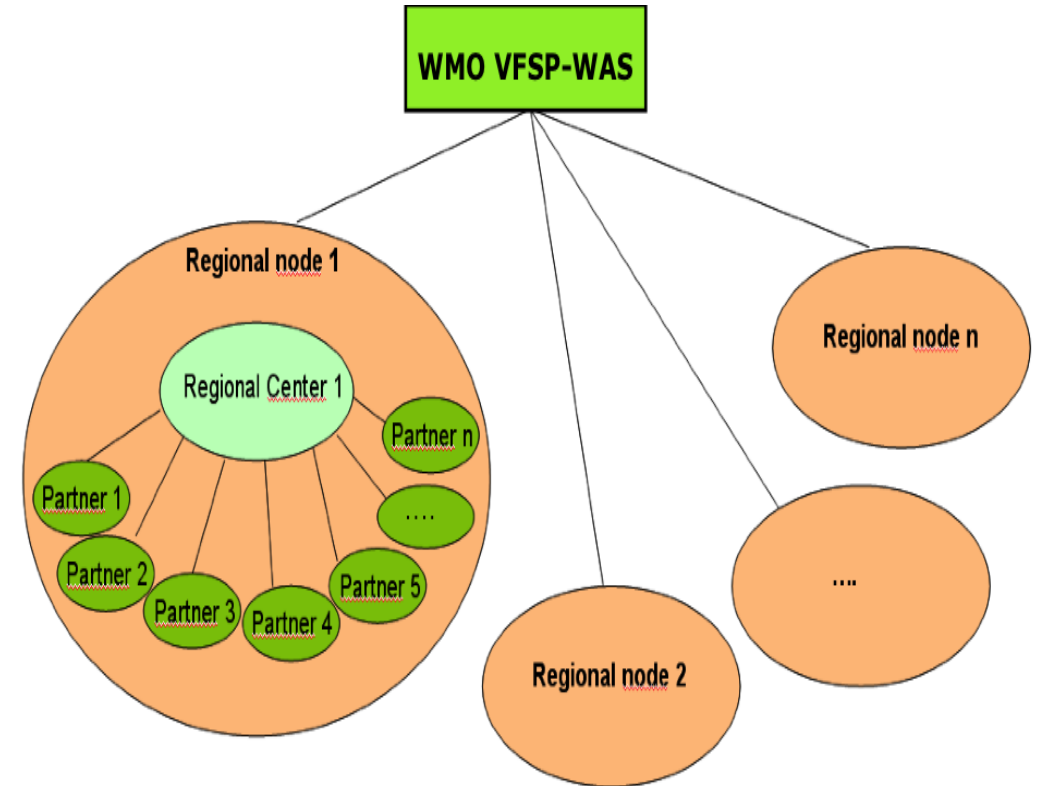 WMO VFSP-WAS
Regional node 1
Regional node n
Regional Center 1
Partner n
Partner 1
....
Partner 2
Partner 5
....
Partner 3
Partner 4
Regional node 2